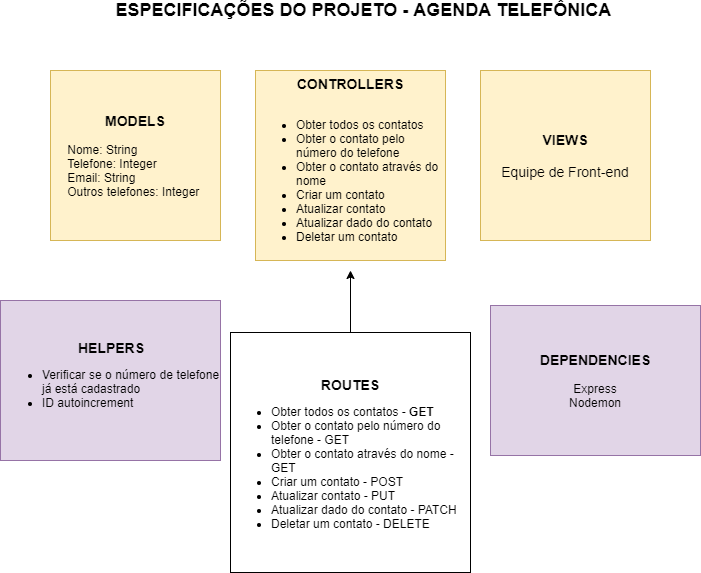 ESPECIFICAÇÕES DO PROJETO - AGENDA TELEFÔNICA
MODELS
Nome: String
Telefone: Integer
Email: String
Outros telefones: Integer
CONTROLLERS
Obter todos os contatos
Obter o contato pelo
número do telefone
Obter o contato através do
nome
Criar um contato
Atualizar contato
Atualizar dado do contato
Deletar um contato
VIEWS
Equipe de Front-end
HELPERS
Verificar se o número de telefone
já está cadastrado
ID autoincrement
ROUTES
Obter todos os contatos - GET
Obter o contato pelo número do
telefone - GET
Obter o contato através do nome -
GET
Criar um contato - POST
Atualizar contato - PUT
Atualizar dado do contato - PATCH
Deletar um contato - DELETE
DEPENDENCIES
Express
Nodemon